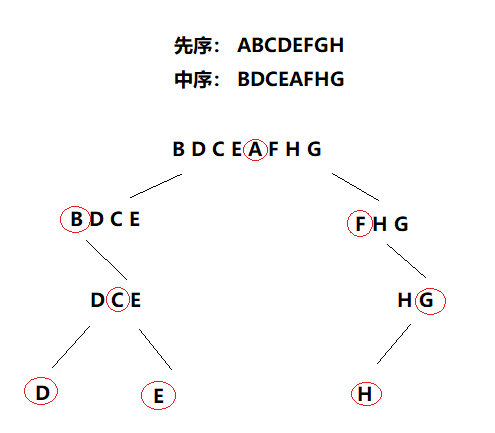 先序： ABCDEFGH
中序： BDCEAFHG
B D C E A F H G
B D C E F H G
D C E H G
D E H